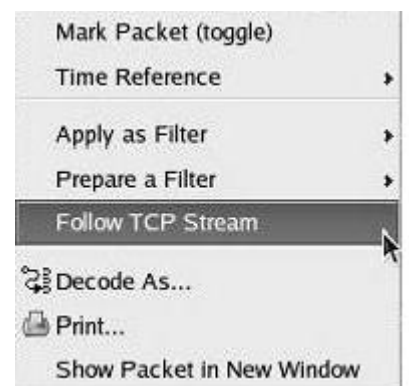 Mark Packet (toggle)
Time Reference
Apply as Filter
Prepare a Filter
Follow TCP Stream
Decode As...
Print...
Show Packet in New Window